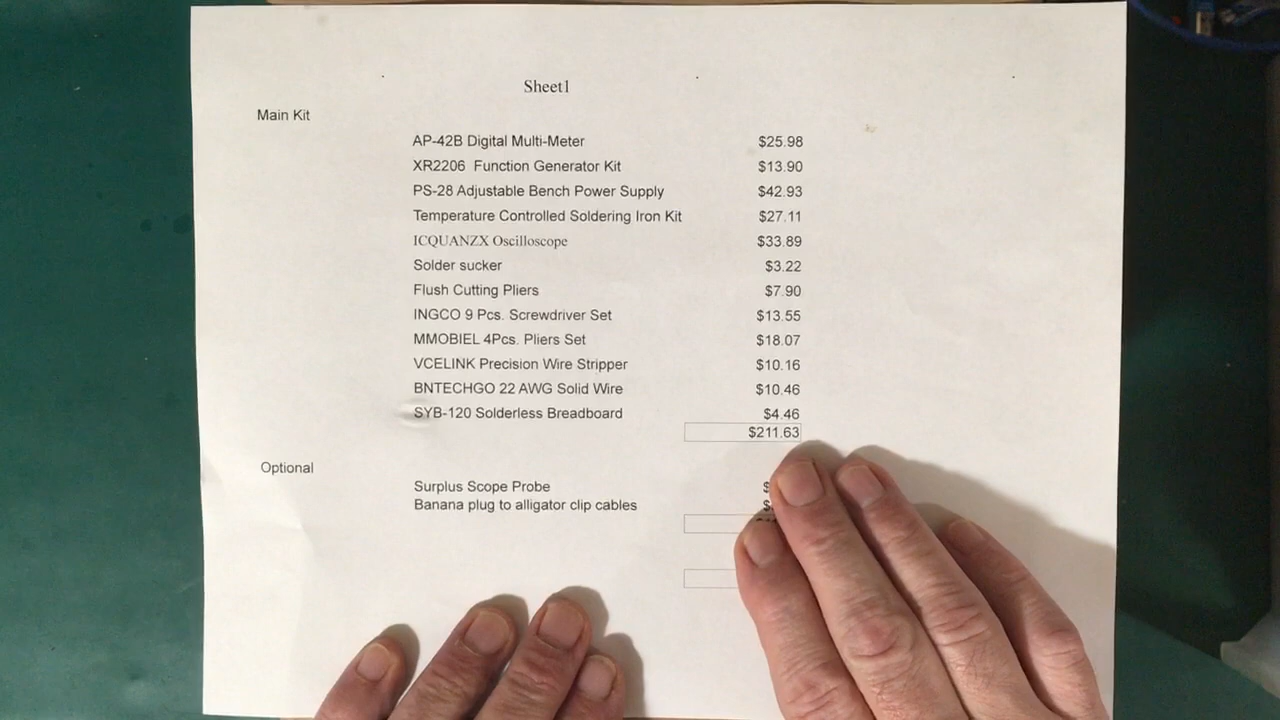 Sheet1
Main Kit
AP-42B Digital Multi-Meter $25.98
XR2206 Function Generator Kit $13.90
PS-28 Adjustable Bench Power Supply $42.93
Temperature Controlled Soldering Iron Kit $27.11
ICQUANZX Oscilloscope $33.89
Solder sucker $3.22
Flush Cutting Pliers $7.90
INGCO 9 Pcs. Screwdriver Set $13.55
MMOBIEL 4Pcs. Pliers Set $18.07
VCELINK Precision Wire Stripper $10.16
BNTECHGO 22 AWG Solid Wire $10.46
SYB-120 Solderless Breadboard $4.46
$211.63
Optional
Surplus Scope Probe $
Banana plug to alligator clip cables $